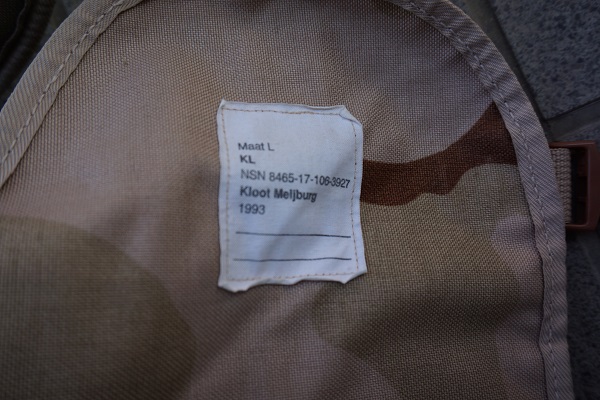 Maat L
KL
NSN 8465-17-106-3927
Kloot Meijburg
1993